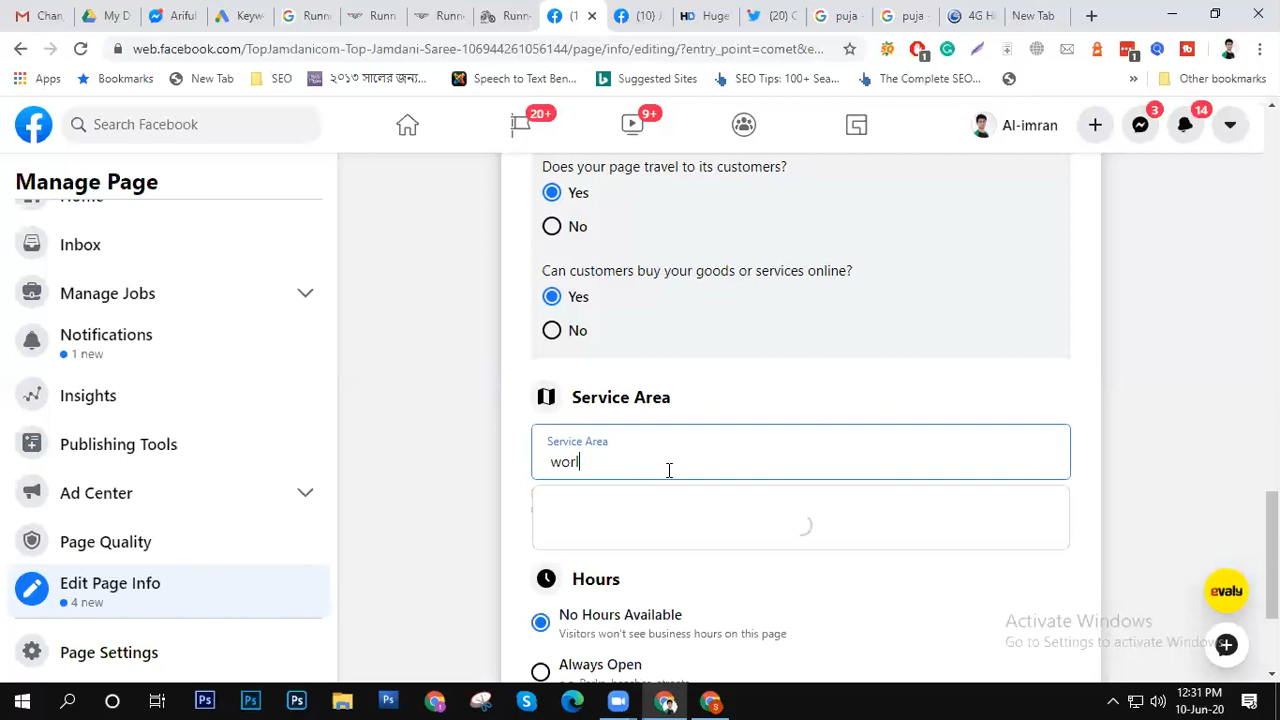 My D
Ariful
Keyw
Runn
Runn
Runn
Runn
(1
(10) J
HD Huge
(20) C
puja
puja
4G Hi
New Tab
web.facebook.com/TopJamdanicom-Top-Jamdani-Saree-106944261056144/page/info/editing/?entry_point=comet&e...
Apps
Bookmarks
New Tab
SEO
২০১৩ সালের জন্য...
Speech to Text Ben...
Suggested Sites
SEO Tips: 100+ Sea...
The Complete SEO...
»
Other bookmarks
Search Facebook
20+
9+
Al-imran
3
14
Manage Page
Home
Inbox
Manage Jobs
Notifications
1 new
Insights
Publishing Tools
Ad Center
Page Quality
Edit Page Info
4 new
Page Settings
Does your page travel to its customers?
Yes
No
Can customers buy your goods or services online?
Yes
No
Service Area
Service Area
worl
Hours
No Hours Available
Visitors won't see business hours on this page
Always Open
evaly
Activate Windows
Go to Settings to activate Windows
12:31 PM
10-Jun-20